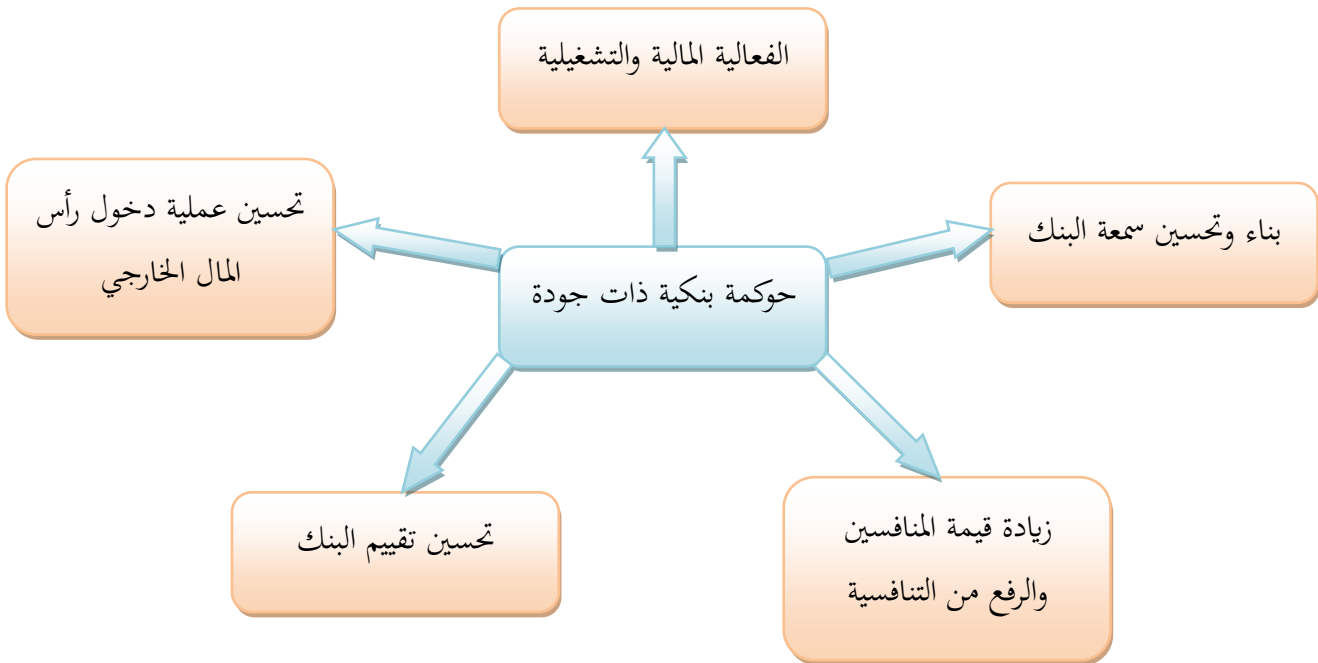 الفعالية المالية والتشغيلية
بناء وتحسين سمعة البنك
تحسين عملية دخول رأس
المال الخارجي
حوكمة بنكية ذات جودة
زيادة قيمة المنافسين
والرفع من التنافسية
تحسين تقييم البنك